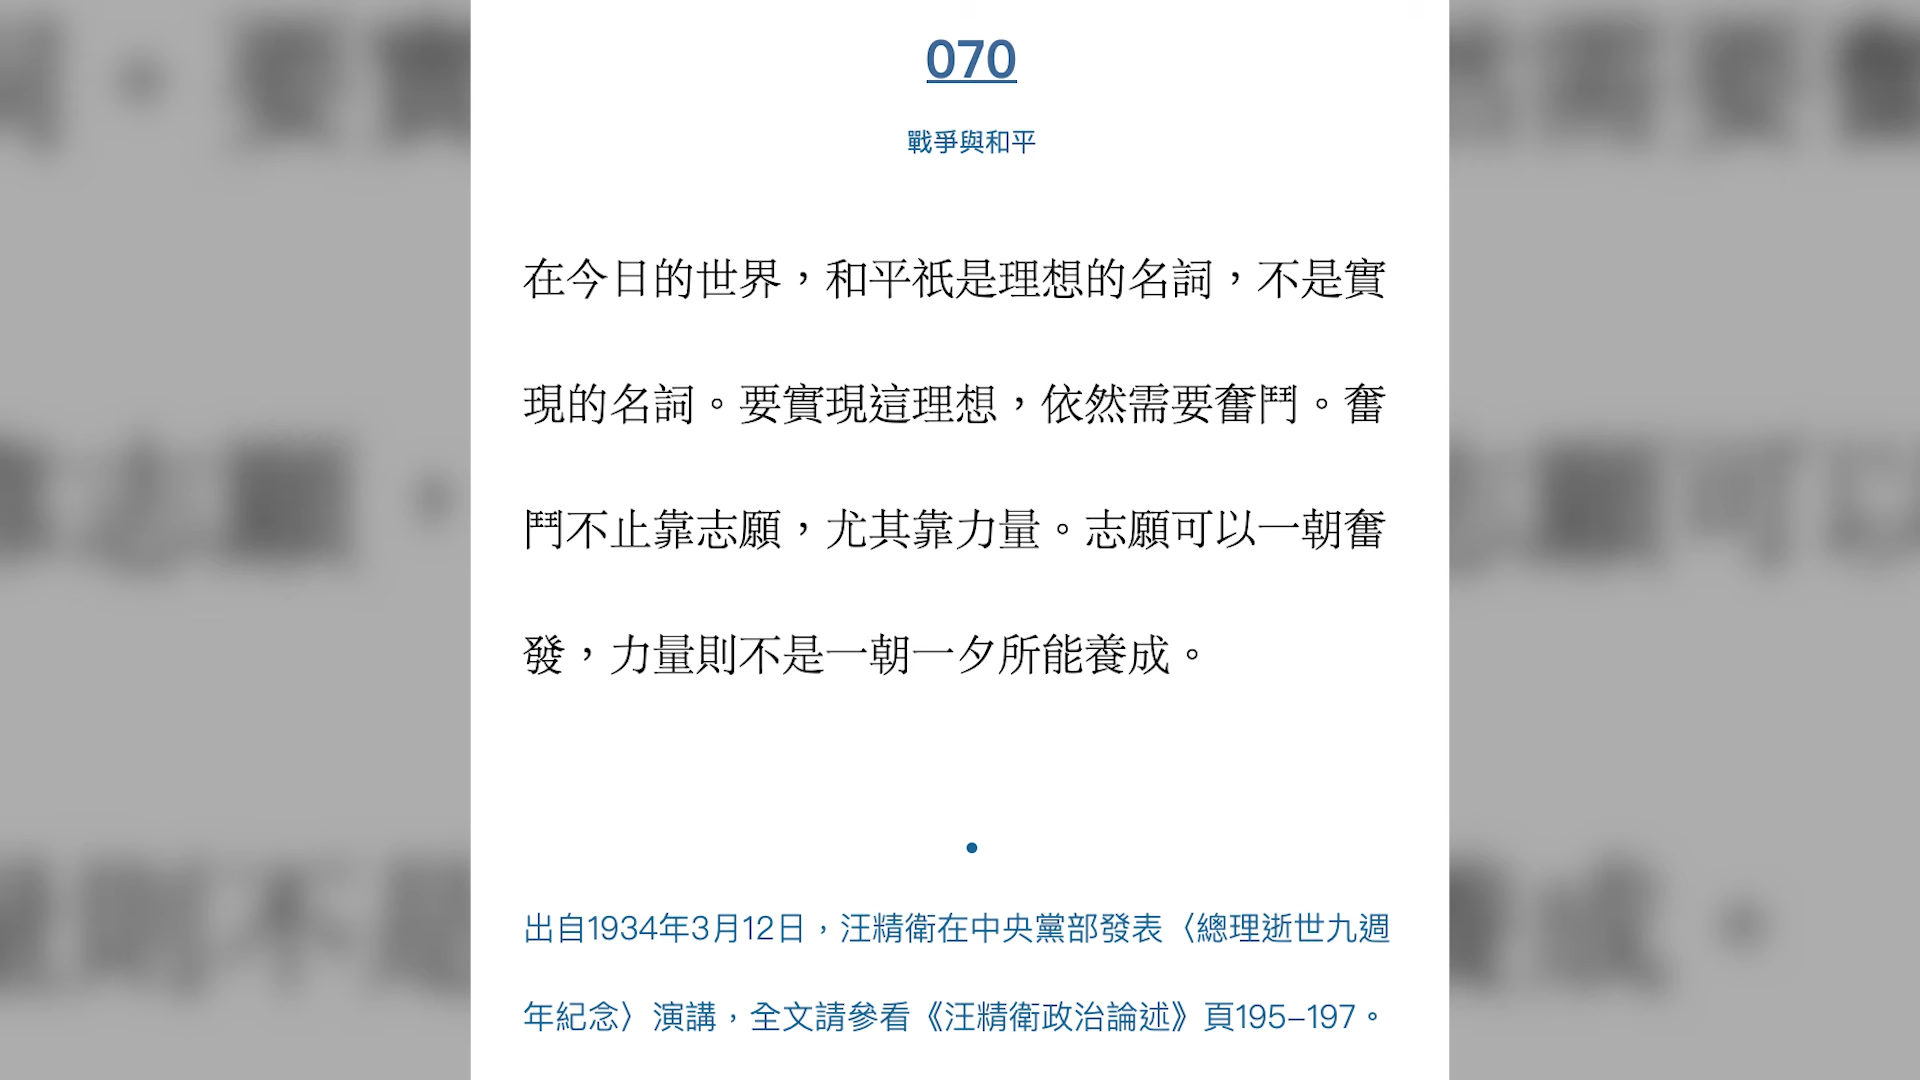 070
戰爭與和平
在今日的世界，和平祇是理想的名詞，不是實
現的名詞。要實現這理想，依然需要奮鬥。奮
鬥不止靠志願，尤其靠力量。志願可以一朝奮
發，力量則不是一朝一夕所能養成。
•
出自1934年3月12日，汪精衛在中央黨部發表〈總理逝世九週
年紀念〉演講，全文請參看《汪精衛政治論述》頁195–197。